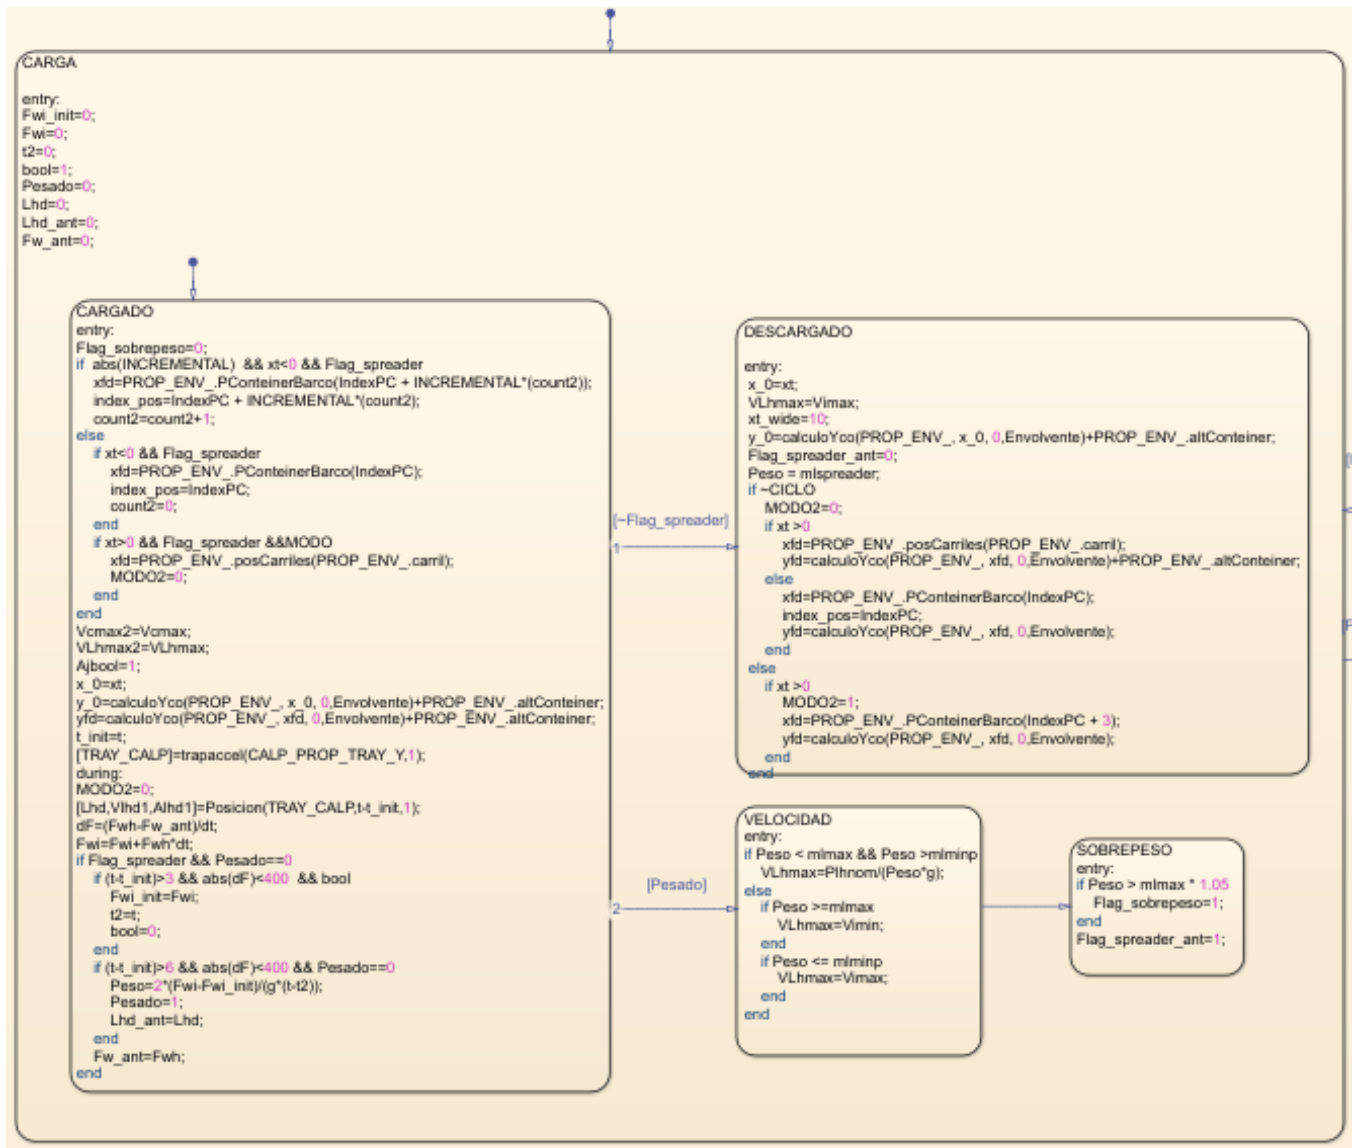 CARGA
entry:
Fwi_init=0;
Fwi=0;
t2=0;
bool=1;
Pesado=0;
Lhd=0;
Lhd_ant=0;
Fw_ant=0;
CARGADO
entry:
Flag_sobrepeso=0;
if abs(INCREMENTAL) && xt<0 && Flag_spreader
xfd=PROP_ENV_.PConteinerBarco(IndexPC + INCREMENTAL*(count2));
index_pos=IndexPC + INCREMENTAL*(count2);
count2=count2+1;
else
if xt<0 && Flag_spreader
xfd=PROP_ENV_.PConteinerBarco(IndexPC);
index_pos=IndexPC;
count2=0;
end
if xt>0 && Flag_spreader &&MODO
xfd=PROP_ENV_.posCarriles(PROP_ENV_.carril);
MODO2=0;
end
end
Vcmax2=Vcmax;
VLhmax2=VLhmax;
Ajbool=1;
x_0=xt;
y_0=calculoYco(PROP_ENV_, x_0, 0,Envolvente)+PROP_ENV_.altConteiner;
yfd=calculoYco(PROP_ENV_, xfd, 0,Envolvente)+PROP_ENV_.altConteiner;
t_init=t;
[TRAY_CALP]=trapaccel(CALP_PROP_TRAY_Y,1);
during:
MODO2=0;
[Lhd,Vlhd1,Alhd1]=Posicion(TRAY_CALP,t-t_init,1);
dF=(Fwh-Fw_ant)/dt;
Fwi=Fwi+Fwh*dt;
if Flag_spreader && Pesado==0
if (t-t_init)>3 && abs(dF)<400 && bool
Fwi_init=Fwi;
t2=t;
bool=0;
end
if (t-t_init)>6 && abs(dF)<400 && Pesado==0
Peso=2*(Fwi-Fwi_init)/(g*(t-t2));
Pesado=1;
Lhd_ant=Lhd;
end
Fw_ant=Fwh;
end
[~Flag_spreader]
1
[Pesado]
2
DESCARGADO
entry:
x_0=xt;
VLhmax=Vimax;
xt_wide=10;
y_0=calculoYco(PROP_ENV_, x_0, 0,Envolvente)+PROP_ENV_.altConteiner;
Flag_spreader_ant=0;
Peso = mlspreader;
if ~CICLO
MODO2=0;
if xt >0
xfd=PROP_ENV_.posCarriles(PROP_ENV_.carril);
yfd=calculoYco(PROP_ENV_, xfd, 0,Envolvente)+PROP_ENV_.altConteiner;
else
xfd=PROP_ENV_.PConteinerBarco(IndexPC);
index_pos=IndexPC;
yfd=calculoYco(PROP_ENV_, xfd, 0,Envolvente);
end
else
if xt >0
MODO2=1;
xfd=PROP_ENV_.PConteinerBarco(IndexPC + 3);
yfd=calculoYco(PROP_ENV_, xfd, 0,Envolvente);
end
end
VELOCIDAD
entry:
if Peso < mlmax && Peso >mlminp
VLhmax=Plhnom/(Peso*g);
else
if Peso >=mlmax
VLhmax=Vimin;
end
if Peso <= mlminp
VLhmax=Vimax;
end
end
SOBREPESO
entry:
if Peso > mlmax * 1.05
Flag_sobrepeso=1;
end
Flag_spreader_ant=1;